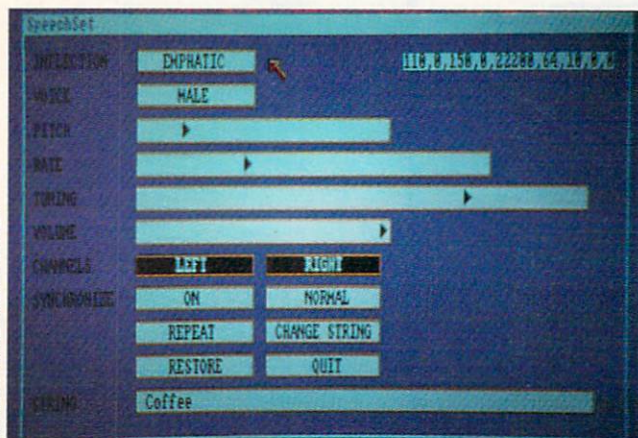 SpeechSet
INFLECTION EMPHATIC 110,0,150,0,22200,64,10,0,0
VOICE MALE
PITCH
RATE
TUNING
VOLUME
CHANNELS LEFT RIGHT
SYNCHRONIZE ON NORMAL
REPEAT CHANGE STRING
RESTORE QUIT
STRING Coffee